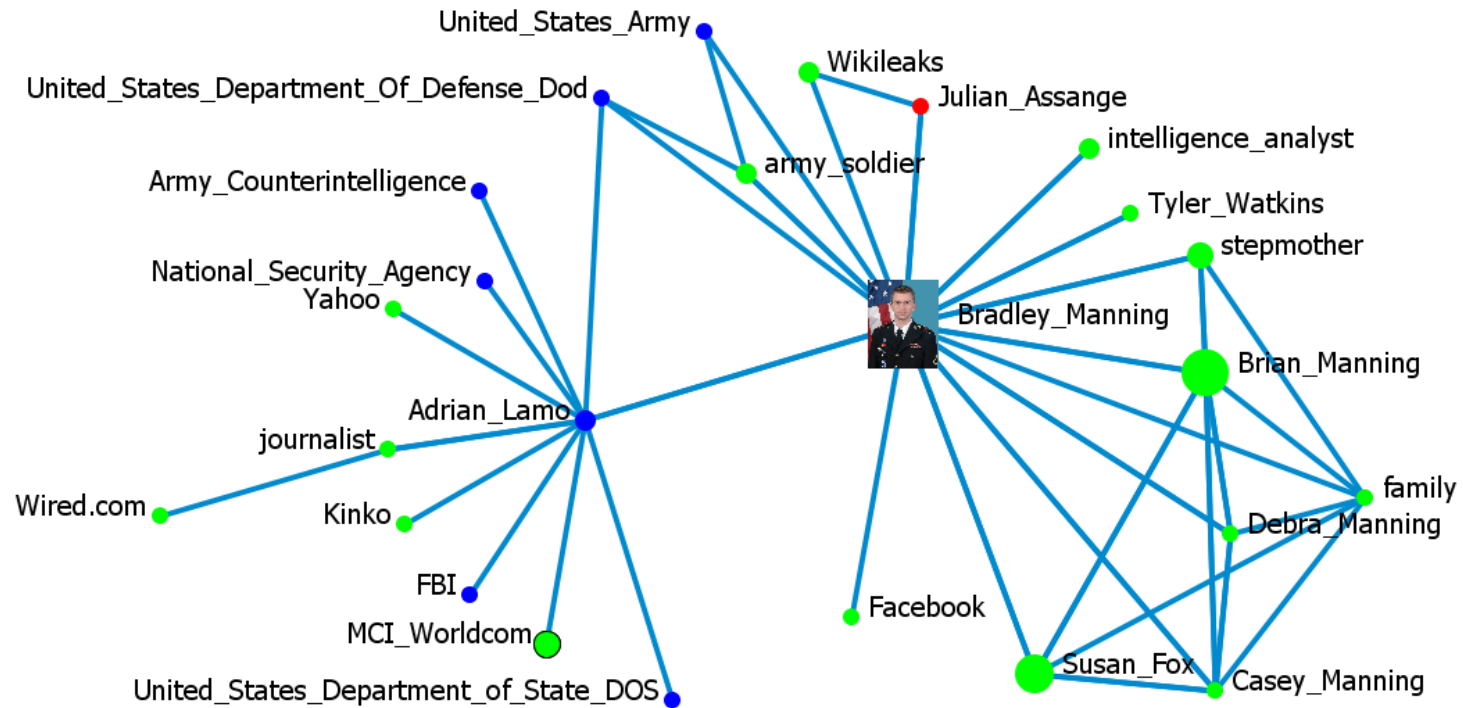 United_States_Army
Wikileaks
United_States_Department_Of_Defense_Dod
Julian_Assange
intelligence_analyst
army_soldier
Army_Counterintelligence
Tyler_Watkins
stepmother
National_Security_Agency
Yahoo
Bradley_Manning
Brian_Manning
Adrian_Lamo
journalist
family
Wired.com
Kinko
Debra_Manning
FBI
Facebook
MCI_Worldcom
Susan_Fox
Casey_Manning
United_States_Department_of_State_DOS